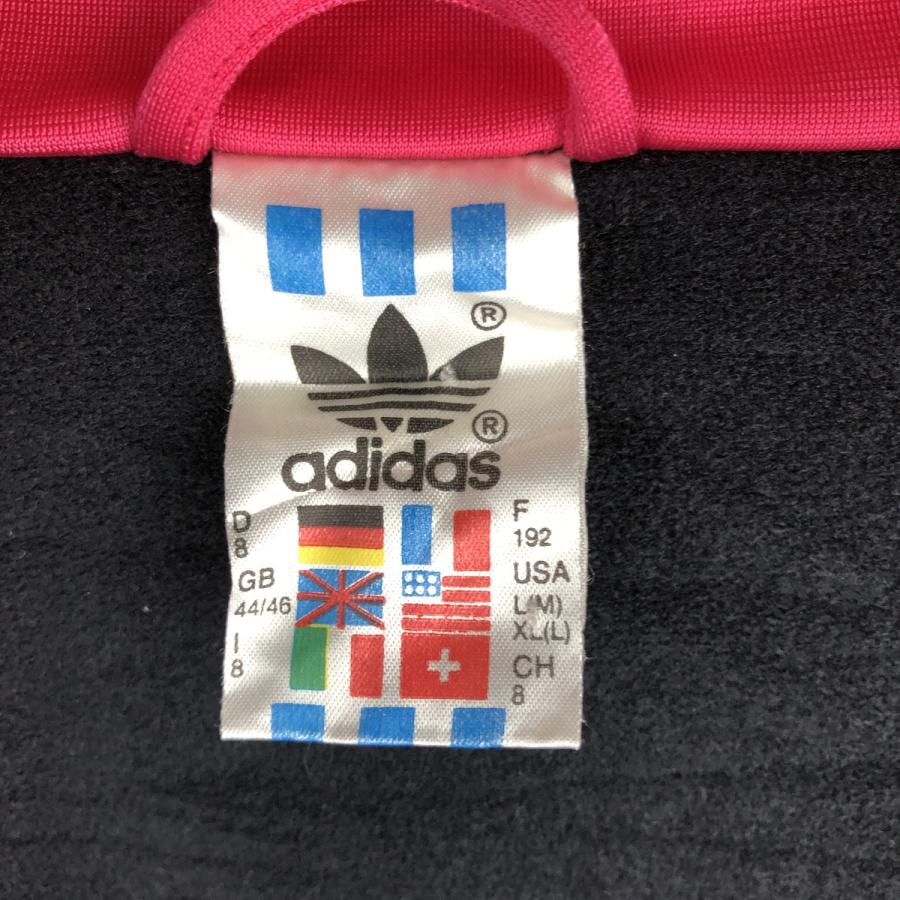 ®
®
adidas
D
8
GB
44/46
I
8
F
192
USA
L(M)
XL(L)
CH
8